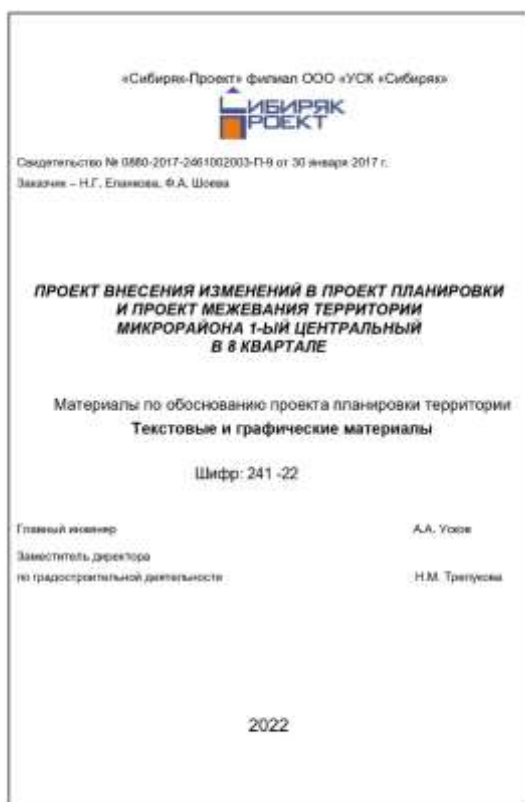 «Сибиряк-Проект» филиал ООО «УСК «Сибиряк»
СИБИРЯК
ПРОЕКТ
Свидетельство № 0880-2017-2461002003-П-9 от 30 января 2017 г.
Заказчик – Н.Г. Еланкова, Ф.А. Шоева
ПРОЕКТ ВНЕСЕНИЯ ИЗМЕНЕНИЙ В ПРОЕКТ ПЛАНИРОВКИ
И ПРОЕКТ МЕЖЕВАНИЯ ТЕРРИТОРИИ
МИКРОРАЙОНА 1-ЫЙ ЦЕНТРАЛЬНЫЙ
В 8 КВАРТАЛЕ
Материалы по обоснованию проекта планировки территории
Текстовые и графические материалы
Шифр: 241 -22
Главный инженер А.А. Усков
Заместитель директора
по градостроительной деятельности Н.М. Трепукова
2022